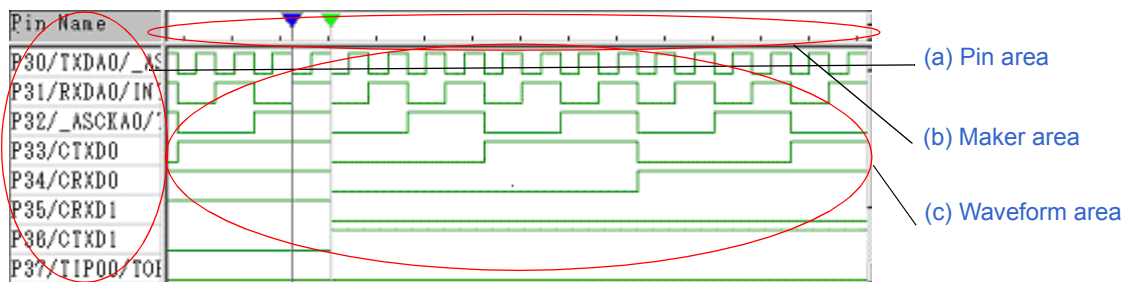 Pin Name
P30/TXDA0/_AS
P31/RXDA0/IN
P32/_ASCKA0/
P33/CTXD0
P34/CRXD0
P35/CRXD1
P36/CTXD1
P37/TIP00/TO
(a) Pin area
(b) Maker area
(c) Waveform area